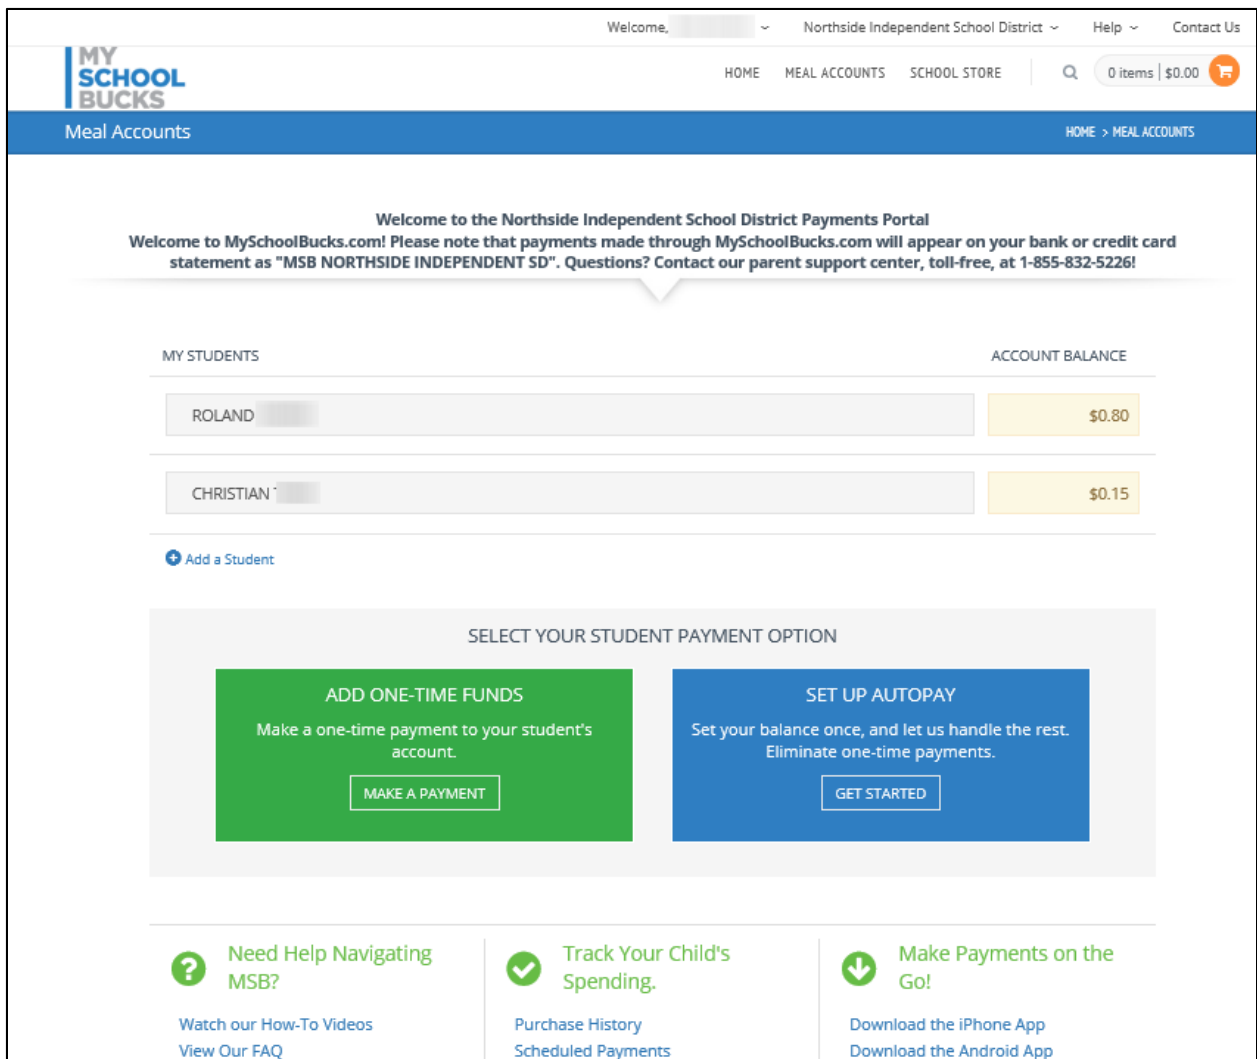 Welcome,
Northside Independent School District
Help
Contact Us
MY
SCHOOL
BUCKS
HOME
MEAL ACCOUNTS
SCHOOL STORE
0 items | $0.00
Meal Accounts
HOME > MEAL ACCOUNTS
Welcome to the Northside Independent School District Payments Portal
Welcome to MySchoolBucks.com! Please note that payments made through MySchoolBucks.com will appear on your bank or credit card
statement as "MSB NORTHSIDE INDEPENDENT SD". Questions? Contact our parent support center, toll-free, at 1-855-832-5226!
MY STUDENTS
ACCOUNT BALANCE
ROLAND
$0.80
CHRISTIAN
$0.15
Add a Student
SELECT YOUR STUDENT PAYMENT OPTION
ADD ONE-TIME FUNDS
Make a one-time payment to your student's
account.
MAKE A PAYMENT
SET UP AUTOPAY
Set your balance once, and let us handle the rest.
Eliminate one-time payments.
GET STARTED
Need Help Navigating
MSB?
Watch our How-To Videos
View Our FAQ
Track Your Child's
Spending.
Purchase History
Scheduled Payments
Make Payments on the
Go!
Download the iPhone App
Download the Android App